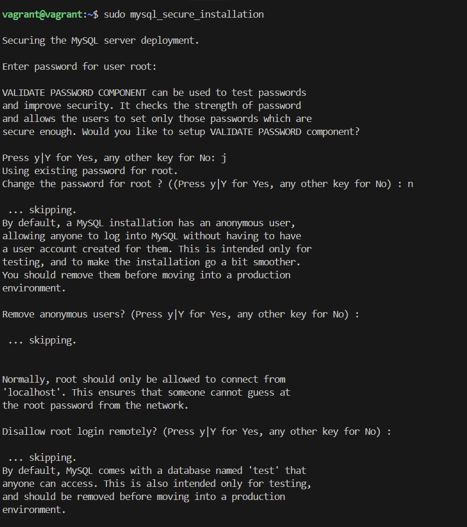 vagrant@vagrant:~$ sudo mysql_secure_installation
Securing the MySQL server deployment.
Enter password for user root:
VALIDATE PASSWORD COMPONENT can be used to test passwords
and improve security. It checks the strength of password
and allows the users to set only those passwords which are
secure enough. Would you like to setup VALIDATE PASSWORD component?
Press y|Y for Yes, any other key for No: j
Using existing password for root.
Change the password for root ? ((Press y|Y for Yes, any other key for No) : n
... skipping.
By default, a MySQL installation has an anonymous user,
allowing anyone to log into MySQL without having to have
a user account created for them. This is intended only for
testing, and to make the installation go a bit smoother.
You should remove them before moving into a production
environment.
Remove anonymous users? (Press y|Y for Yes, any other key for No) :
... skipping.
Normally, root should only be allowed to connect from
'localhost'. This ensures that someone cannot guess at
the root password from the network.
Disallow root login remotely? (Press y|Y for Yes, any other key for No) :
... skipping.
By default, MySQL comes with a database named 'test' that
anyone can access. This is also intended only for testing,
and should be removed before moving into a production
environment.